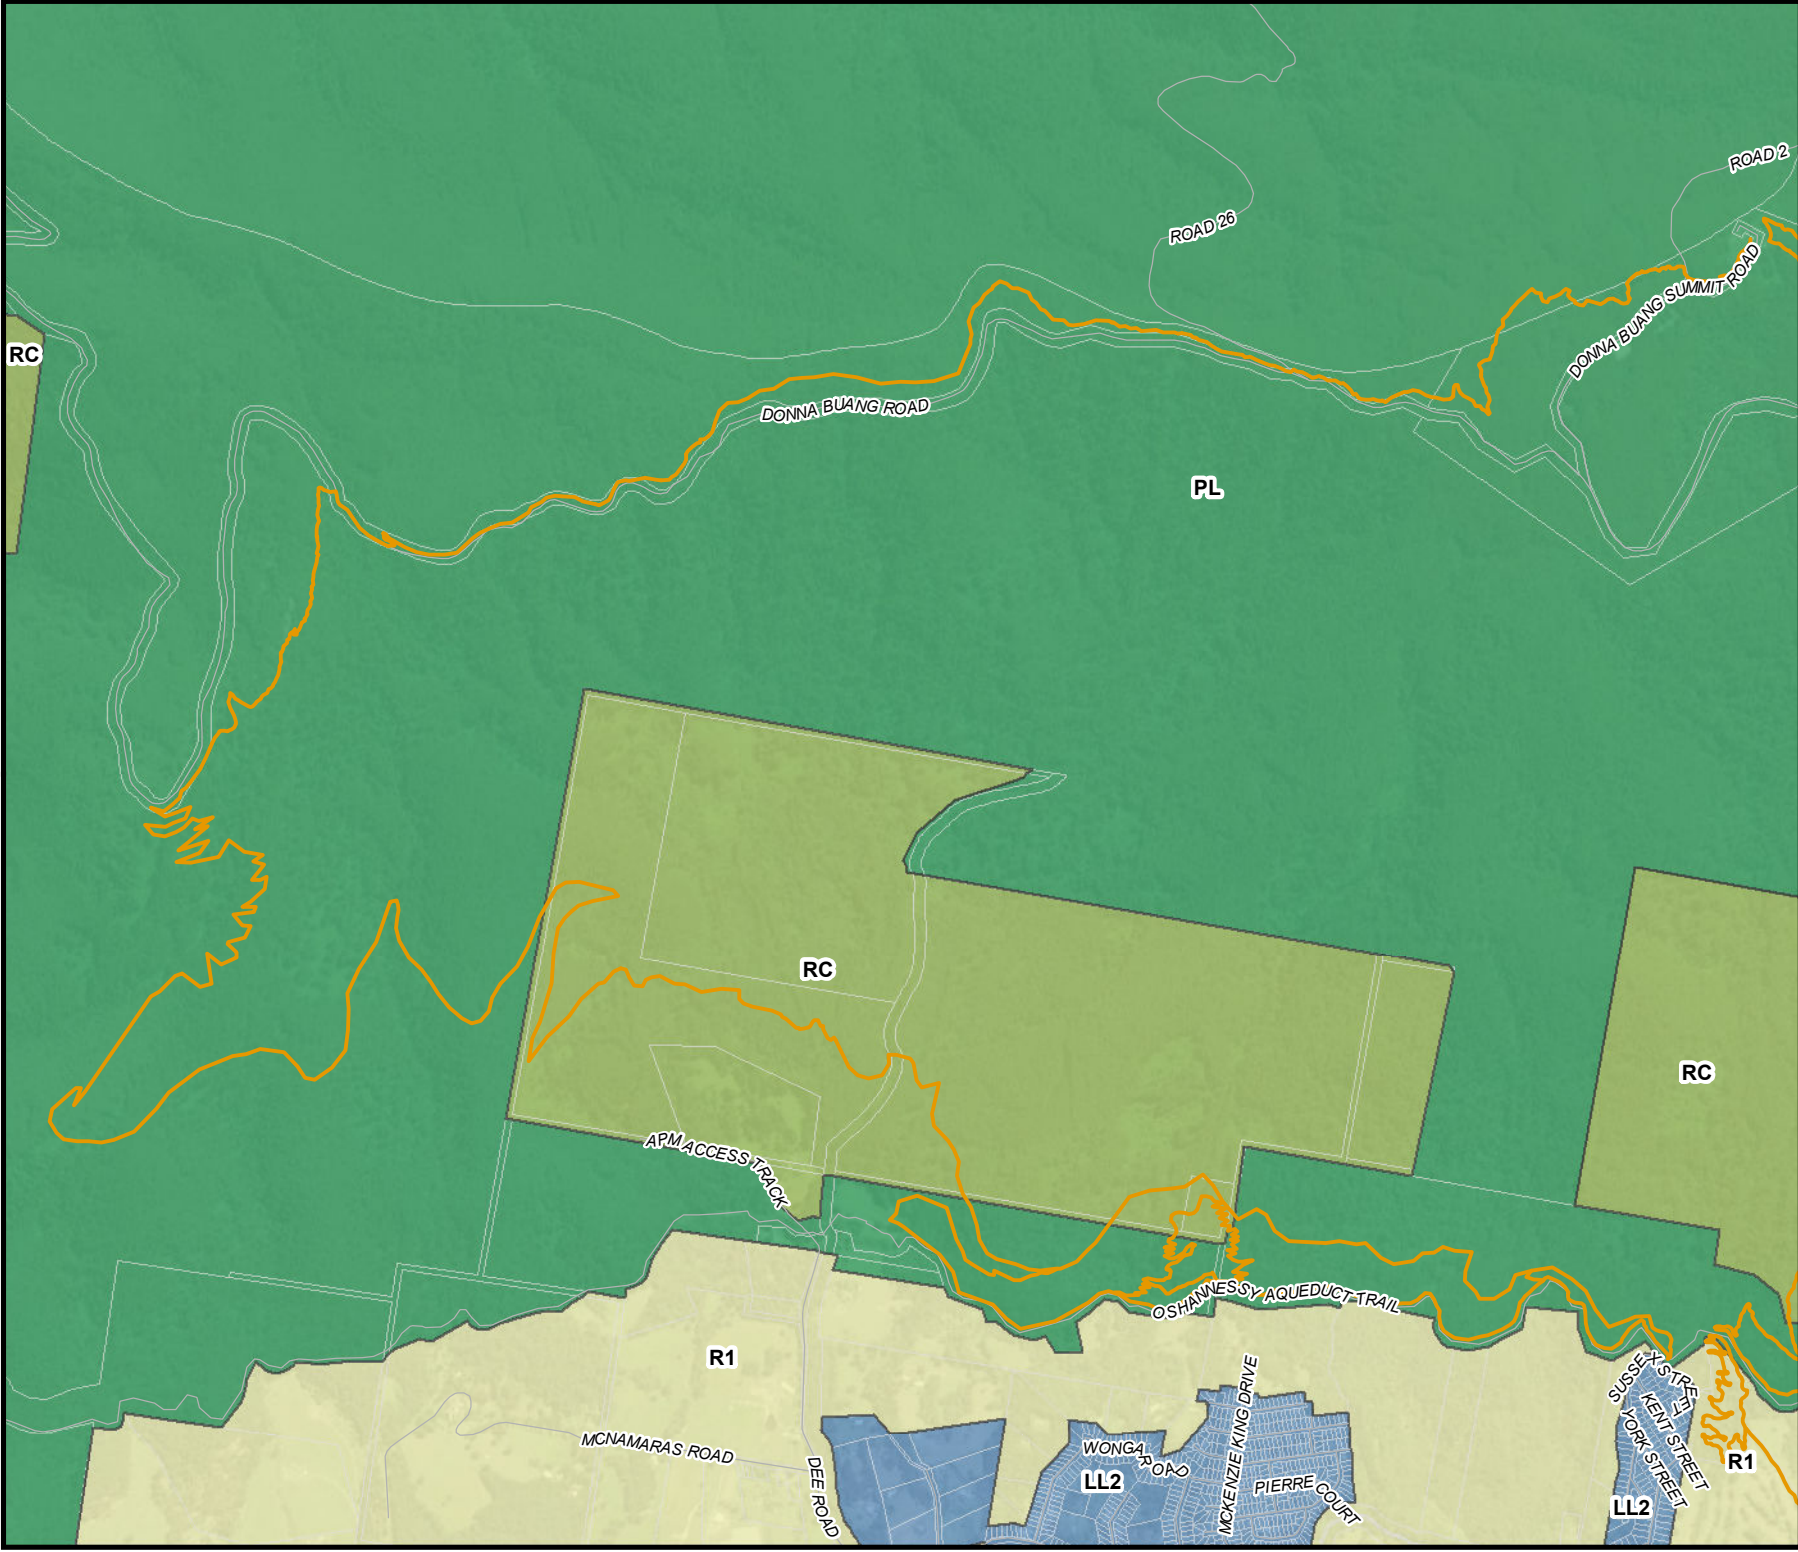 ROAD 2
ROAD 26
DONNA BUANG SUMMIT ROAD
RC
DONNA BUANG ROAD
PL
RC
RC
APM ACCESS TRACK
OSHANNESSY AQUEDUCT TRAIL
R1
SUSSEX STREET
KENT STREET
YORK STREET
MCKENZIE KING DRIVE
MCNAMARAS ROAD
WONGA ROAD
DEE ROAD
LL2
PIERRE COURT
R1
LL2